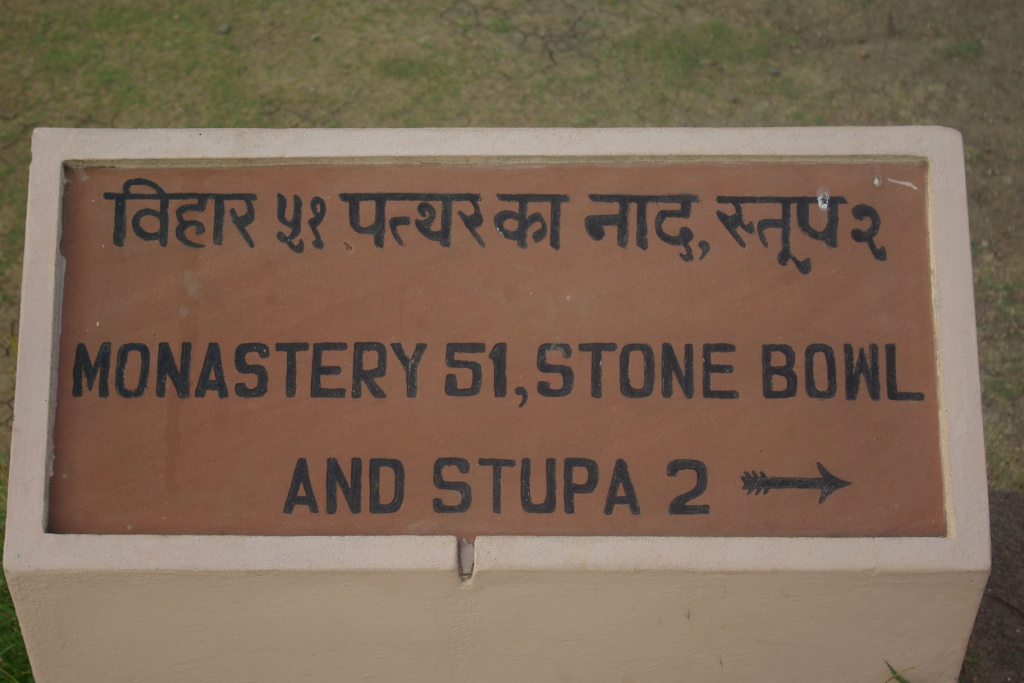 विहार ५१ पत्थर का नाद, स्तूप २
MONASTERY 51, STONE BOWL
AND STUPA 2